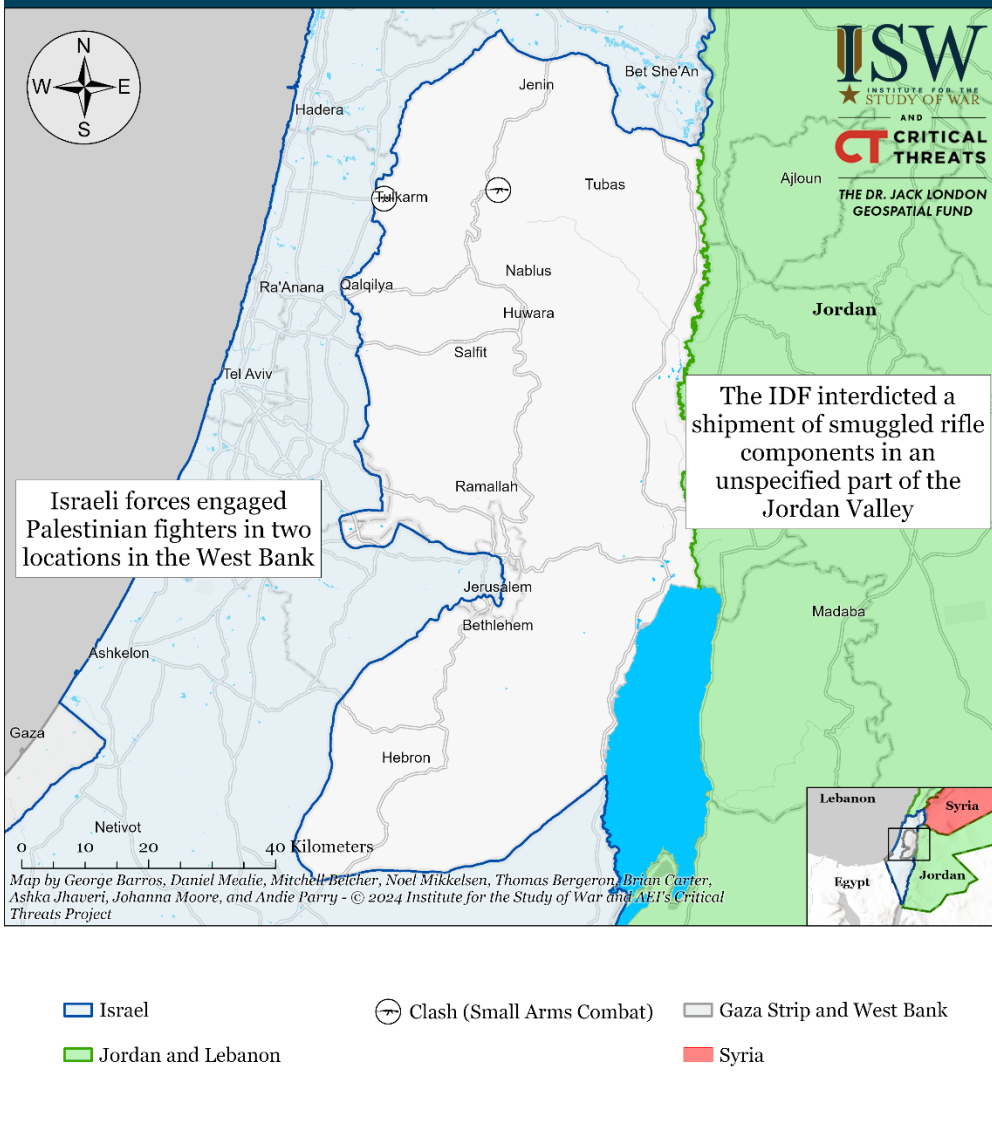 N
W E
S
ISW
INSTITUTE FOR THE
STUDY OF WAR
AND
CT CRITICAL
THREATS
THE DR. JACK LONDON
GEOSPATIAL FUND
Bet She'An
Jenin
Hadera
Ajloun
Tubas
Tulkarm
Nablus
Ra'Anana
Qalqilya
Huwara
Jordan
Salfit
Tel Aviv
The IDF interdicted a
shipment of smuggled rifle
components in an
unspecified part of the
Jordan Valley
Ramallah
Israeli forces engaged
Palestinian fighters in two
locations in the West Bank
Jerusalem
Madaba
Bethlehem
Ashkelon
Gaza
Hebron
Netivot
0 10 20 40 Kilometers
Map by George Barros, Daniel Mealie, Mitchell Belcher, Noel Mikkelsen, Thomas Bergeron, Brian Carter,
Ashka Jhaveri, Johanna Moore, and Andie Parry - © 2024 Institute for the Study of War and AEI's Critical
Threats Project
Lebanon
Syria
Egypt
Jordan
Israel
Clash (Small Arms Combat)
Gaza Strip and West Bank
Jordan and Lebanon
Syria